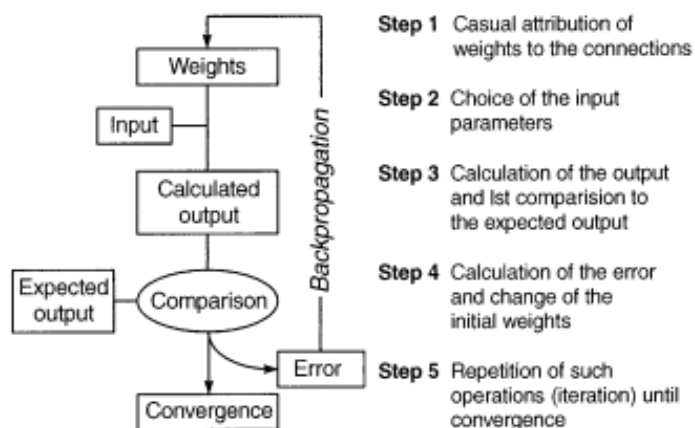 Weights
Input
Calculated
output
Expected
output
Comparison
Backpropagation
Error
Convergence
Step 1 Casual attribution of
weights to the connections
Step 2 Choice of the input
parameters
Step 3 Calculation of the output
and Ist comparision to
the expected output
Step 4 Calculation of the error
and change of the
initial weights
Step 5 Repetition of such
operations (iteration) until
convergence